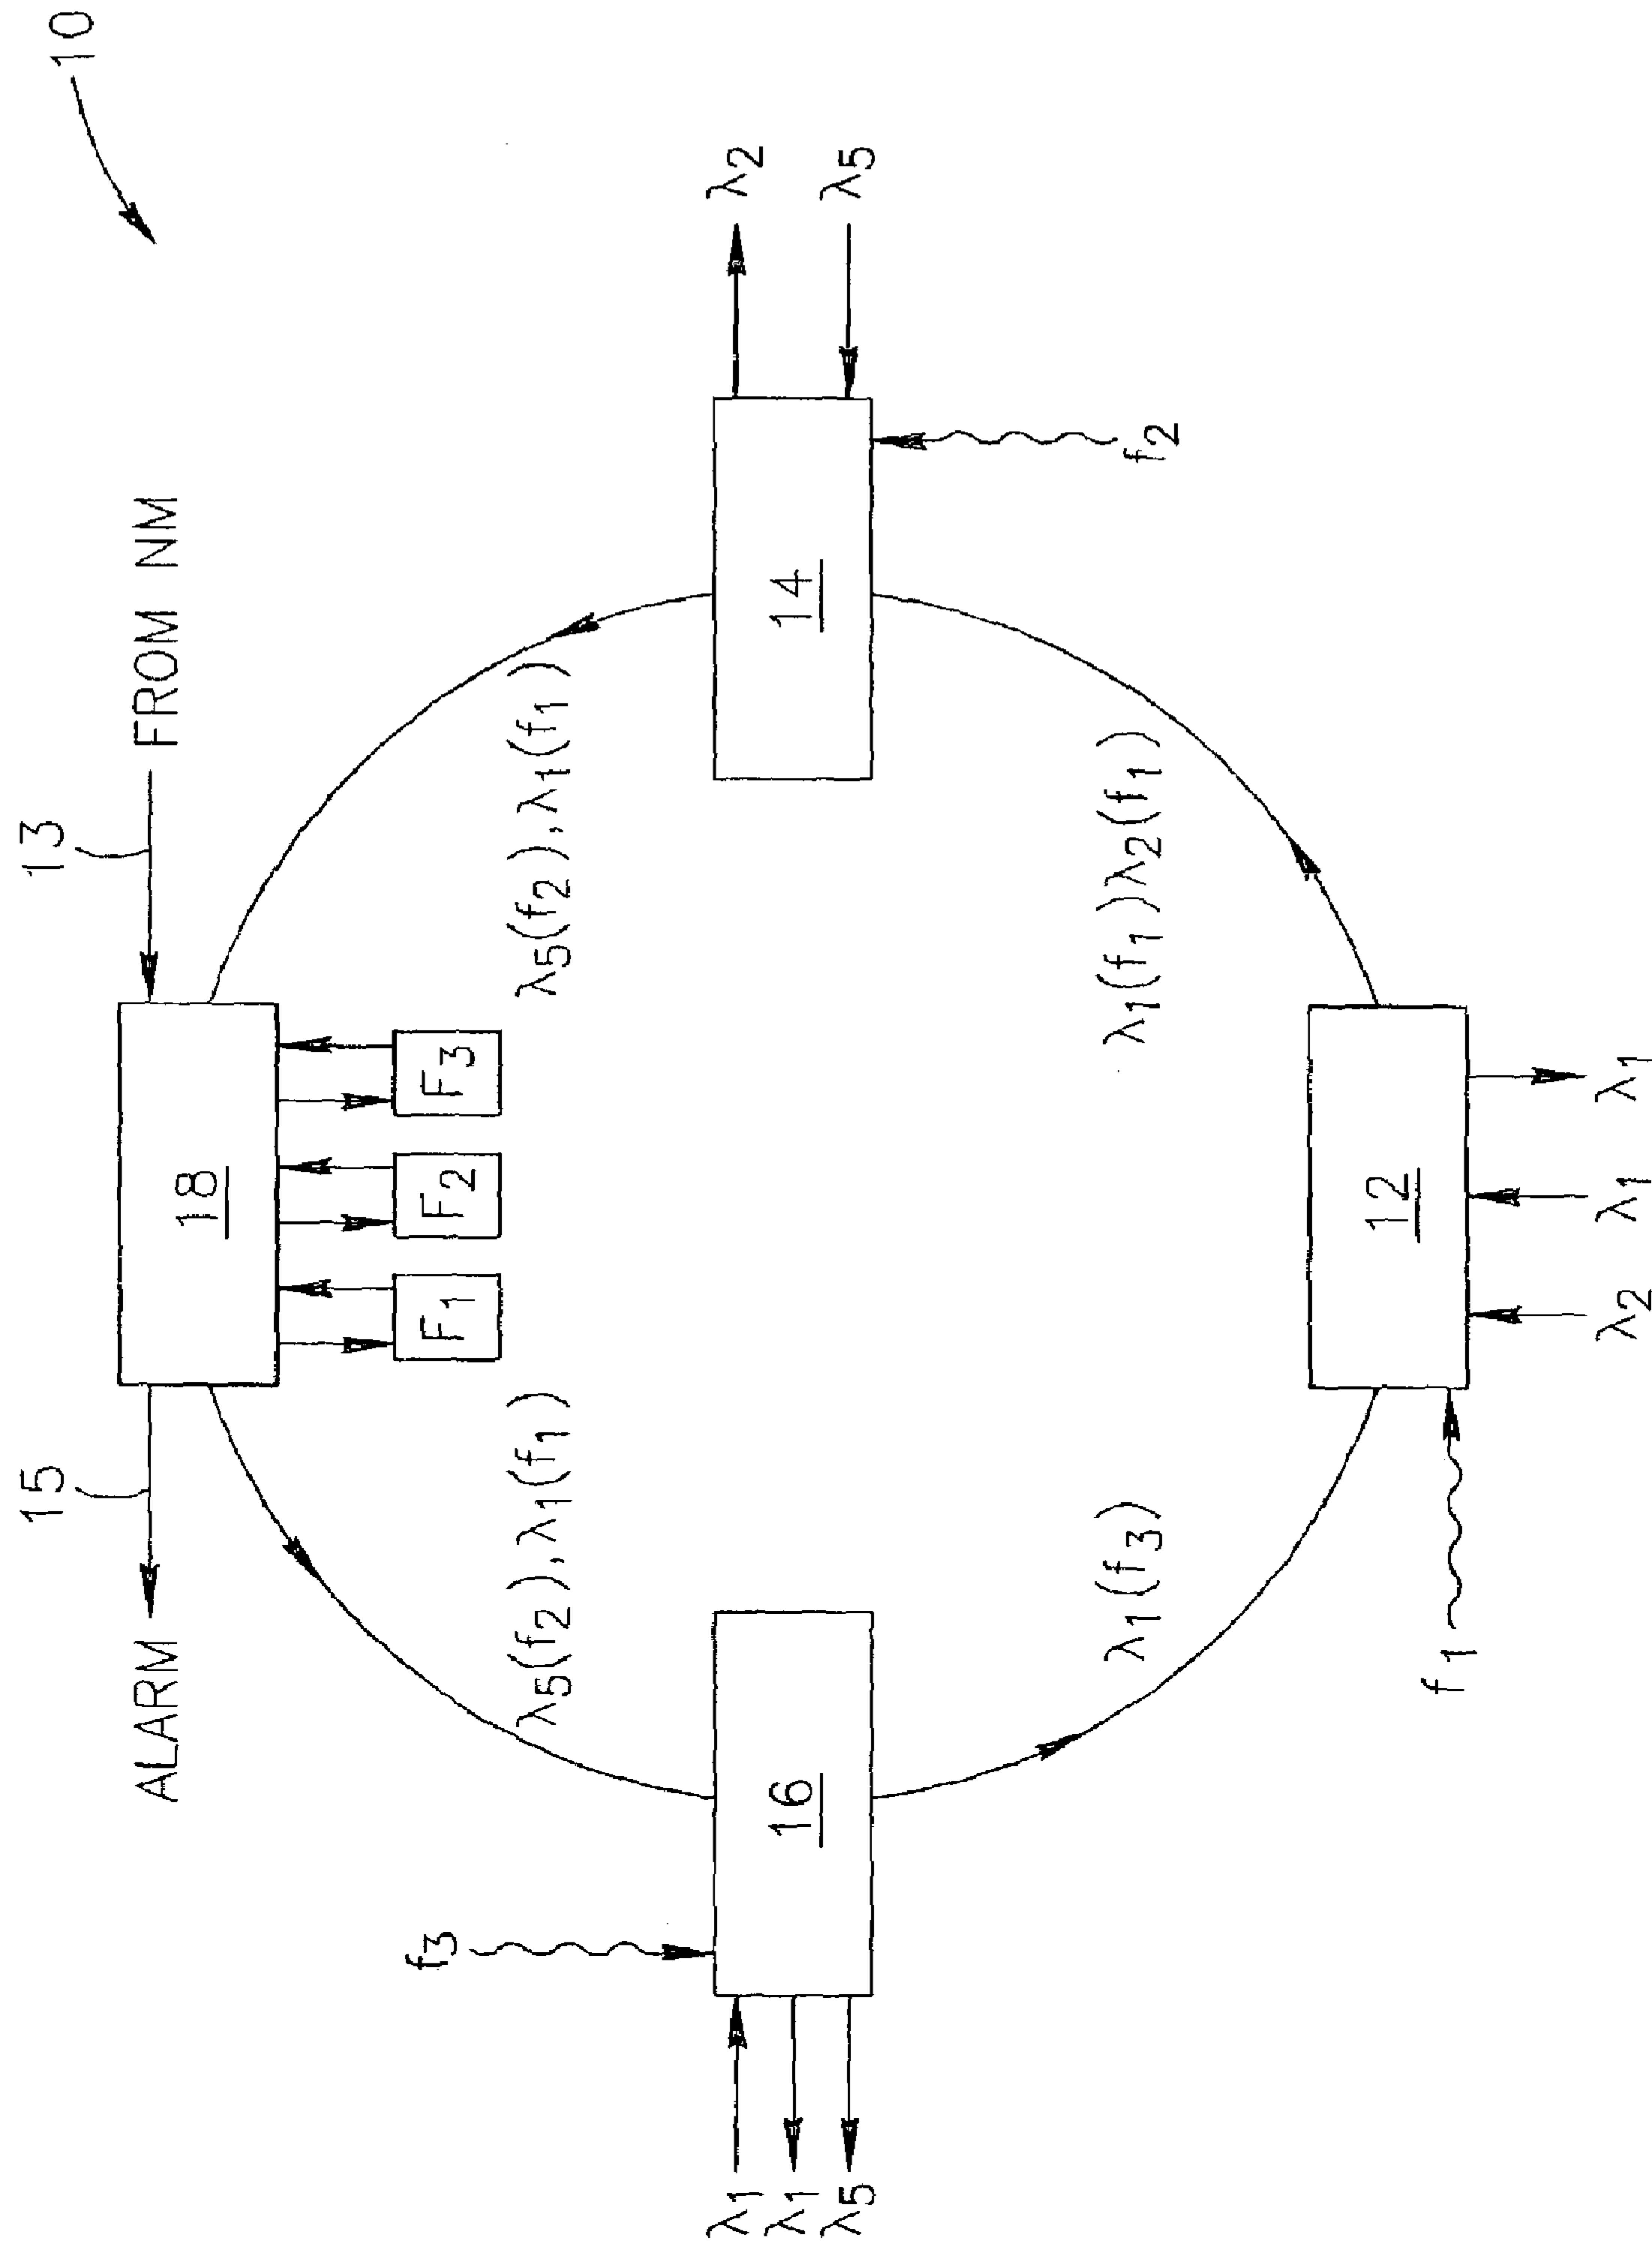 10
13
FROM NM
15
ALARM
18
F₁
F₂
F₃
λ₅(f₂),λ₁(f₁)
λ₅(f₂),λ₁(f₁)
f₃
16
λ₁
λ₁
λ₅
14
λ₂
λ₅
f₂
λ₁(f₃)
λ₁(f₁)λ₂(f₁)
f₁
12
λ₂
λ₁
λ₁